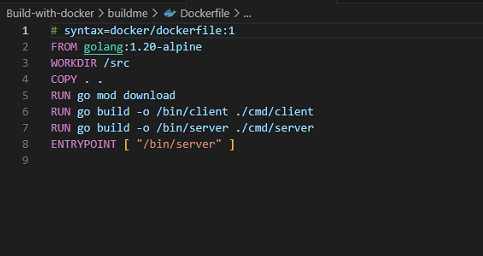 Build-with-docker > buildme > Dockerfile > ...
1 # syntax=docker/dockerfile:1
2 FROM golang:1.20-alpine
3 WORKDIR /src
4 COPY . .
5 RUN go mod download
6 RUN go build -o /bin/client ./cmd/client
7 RUN go build -o /bin/server ./cmd/server
8 ENTRYPOINT [ "/bin/server" ]
9